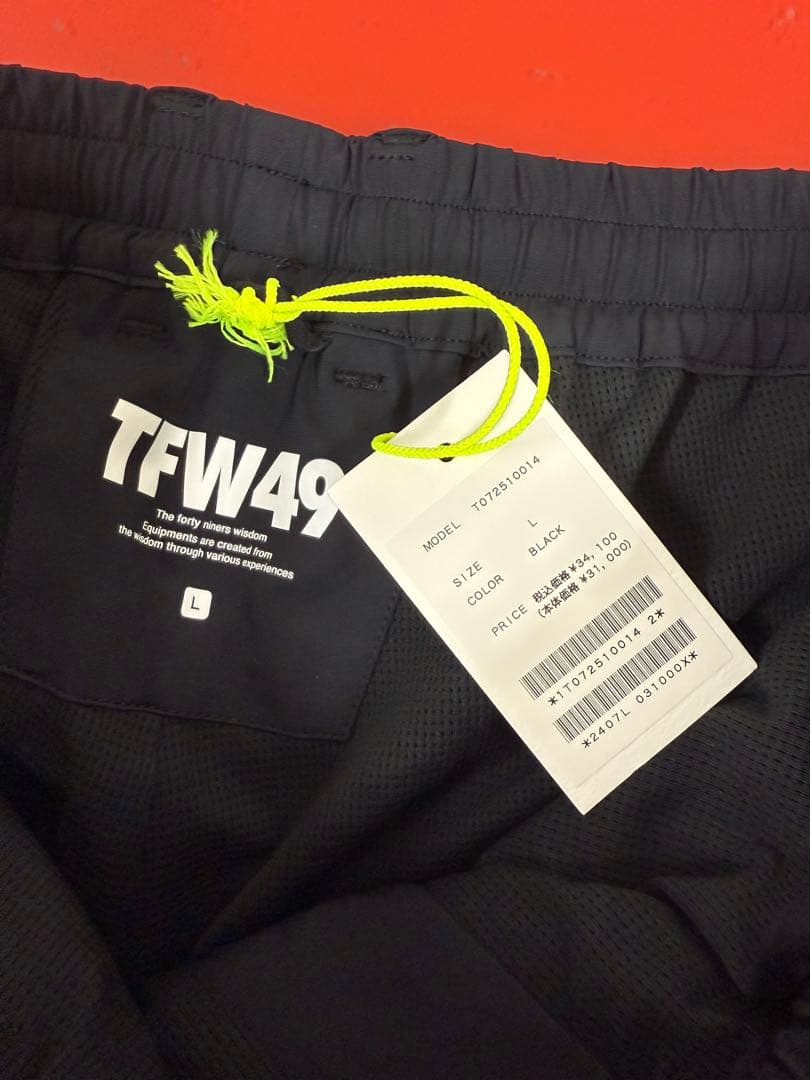 TFW49
The forty niners wisdom
Equipments are created from
the wisdom through various experiences
L
MODEL T072510014
SIZE L
COLOR BLACK
PRICE 税込価格 ¥34,100
(本体価格 ¥31,000)
*1T072510014 2*
*2407L 031000X*